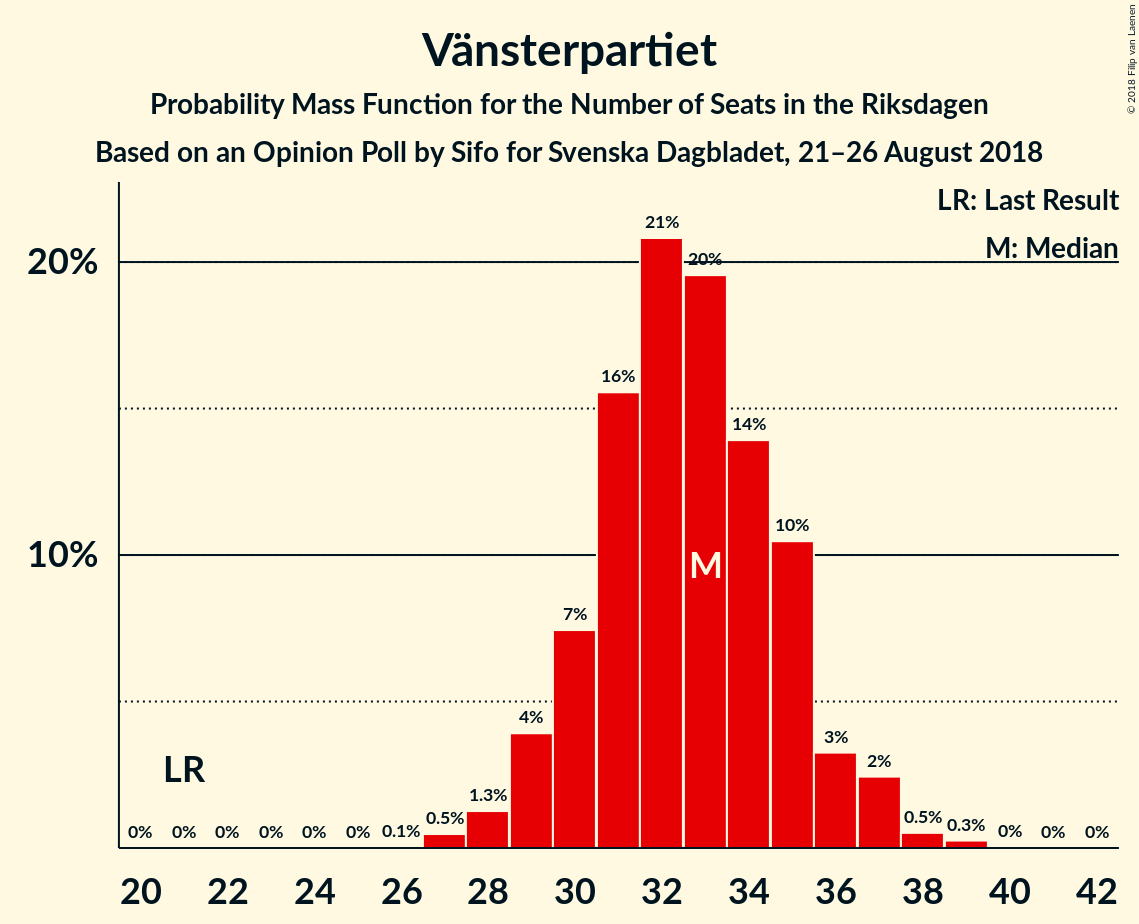 Vänsterpartiet
Probability Mass Function for the Number of Seats in the Riksdagen
Based on an Opinion Poll by Sifo for Svenska Dagbladet, 21–26 August 2018
© 2018 Filip van Laenen
LR: Last Result
M: Median
20%
10%
0% 0% 0% 0% 0% 0% 0.1% 0.5% 1.3% 4% 7% 16% 21% 20% 14% 10% 3% 2% 0.5% 0.3% 0% 0% 0%
LR
M
20 22 24 26 28 30 32 34 36 38 40 42